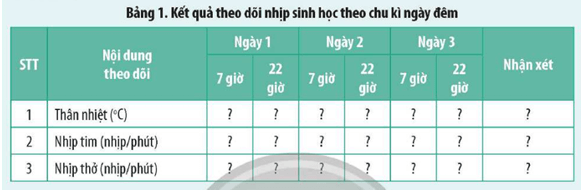 Bảng 1. Kết quả theo dõi nhịp sinh học theo chu kì ngày đêm
STT Nội dung theo dõi Ngày 1 Ngày 2 Ngày 3 Nhận xét
7 giờ 22 giờ 7 giờ 22 giờ 7 giờ 22 giờ
1 Thân nhiệt (°C) ? ? ? ? ? ? ?
2 Nhịp tim (nhịp/phút) ? ? ? ? ? ? ?
3 Nhịp thở (nhịp/phút) ? ? ? ? ? ? ?